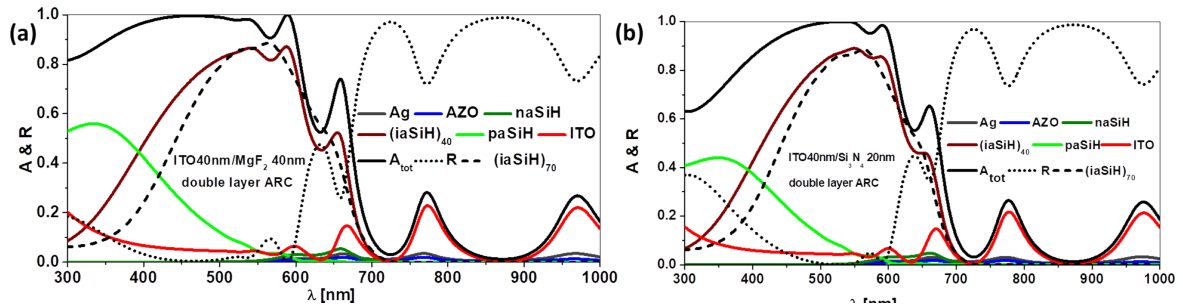 (a)
1.0
0.8
0.6
0.4
0.2
0.0
A & R
Ag AZO naSiH
(iaSiH)40 paSiH ITO
Atot R (iaSiH)70
ITO40nm/MgF2 40nm
double layer ARC
300 400 500 600 700 800 900 1000
λ [nm]
(b)
1.0
0.8
0.6
0.4
0.2
0.0
A & R
Ag AZO naSiH
(iaSiH)40 paSiH ITO
Atot R (iaSiH)70
ITO40nm/Si3N4 20nm
double layer ARC
300 400 500 600 700 800 900 1000
λ [nm]